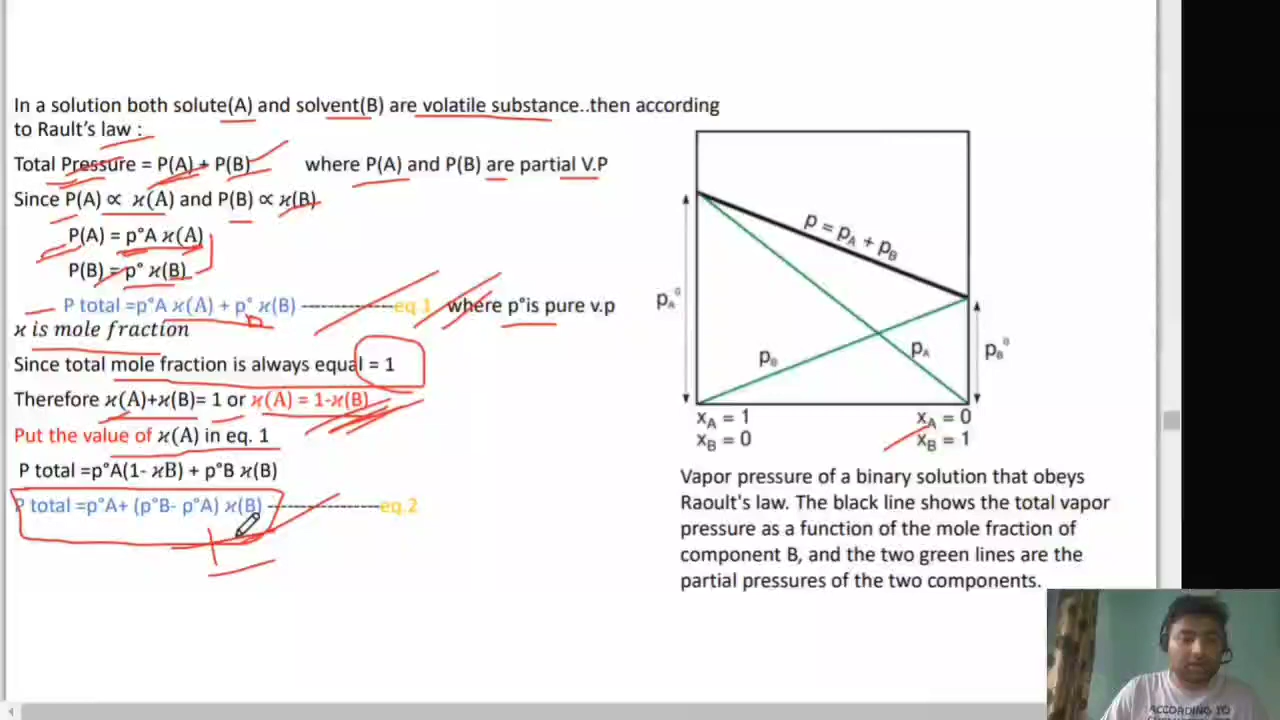 In a solution both solute(A) and solvent(B) are volatile substance..then according
to Rault's law :
Total Pressure = P(A) + P(B) where P(A) and P(B) are partial V.P
Since P(A) ∝ ϰ(A) and P(B) ∝ ϰ(B)
P(A) = p°A ϰ(A)
P(B) = p° ϰ(B)
P total =p°A ϰ(A) + p° ϰ(B) --------------------eq 1 where p°is pure v.p
b
ϰ is mole fraction
Since total mole fraction is always equal = 1
Therefore ϰ(A)+ϰ(B)= 1 or ϰ(A) = 1-ϰ(B)
Put the value of ϰ(A) in eq. 1
P total =p°A(1- ϰB) + p°B ϰ(B)
P total =p°A+ (p°B- p°A) ϰ(B) --------------------eq.2
p = pA + pB
pA°
pB
pA
pB°
xA = 1
xB = 0
xA = 0
xB = 1
Vapor pressure of a binary solution that obeys
Raoult's law. The black line shows the total vapor
pressure as a function of the mole fraction of
component B, and the two green lines are the
partial pressures of the two components.
ACCORDING TO